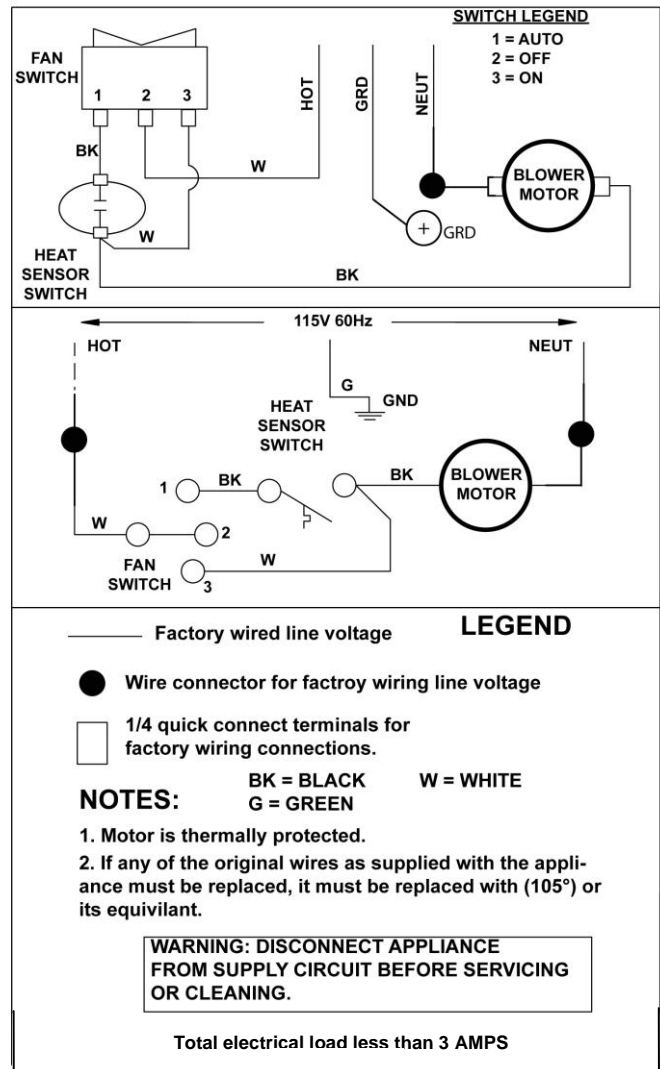 SWITCH LEGEND
1 = AUTO
2 = OFF
3 = ON
FAN
SWITCH
1 2 3
HOT
GRD
NEUT
BK
W
W
BLOWER
MOTOR
GRD
HEAT
SENSOR
SWITCH
BK
115V 60Hz
HOT
NEUT
G
GND
HEAT
SENSOR
SWITCH
1
BK
BK
BLOWER
MOTOR
W
2
FAN
SWITCH
3
W
LEGEND
Factory wired line voltage
Wire connector for factroy wiring line voltage
1/4 quick connect terminals for
factory wiring connections.
BK = BLACK W = WHITE
NOTES:
G = GREEN
1. Motor is thermally protected.
2. If any of the original wires as supplied with the appli-
ance must be replaced, it must be replaced with (105°) or
its equivilant.
WARNING: DISCONNECT APPLIANCE
FROM SUPPLY CIRCUIT BEFORE SERVICING
OR CLEANING.
Total electrical load less than 3 AMPS